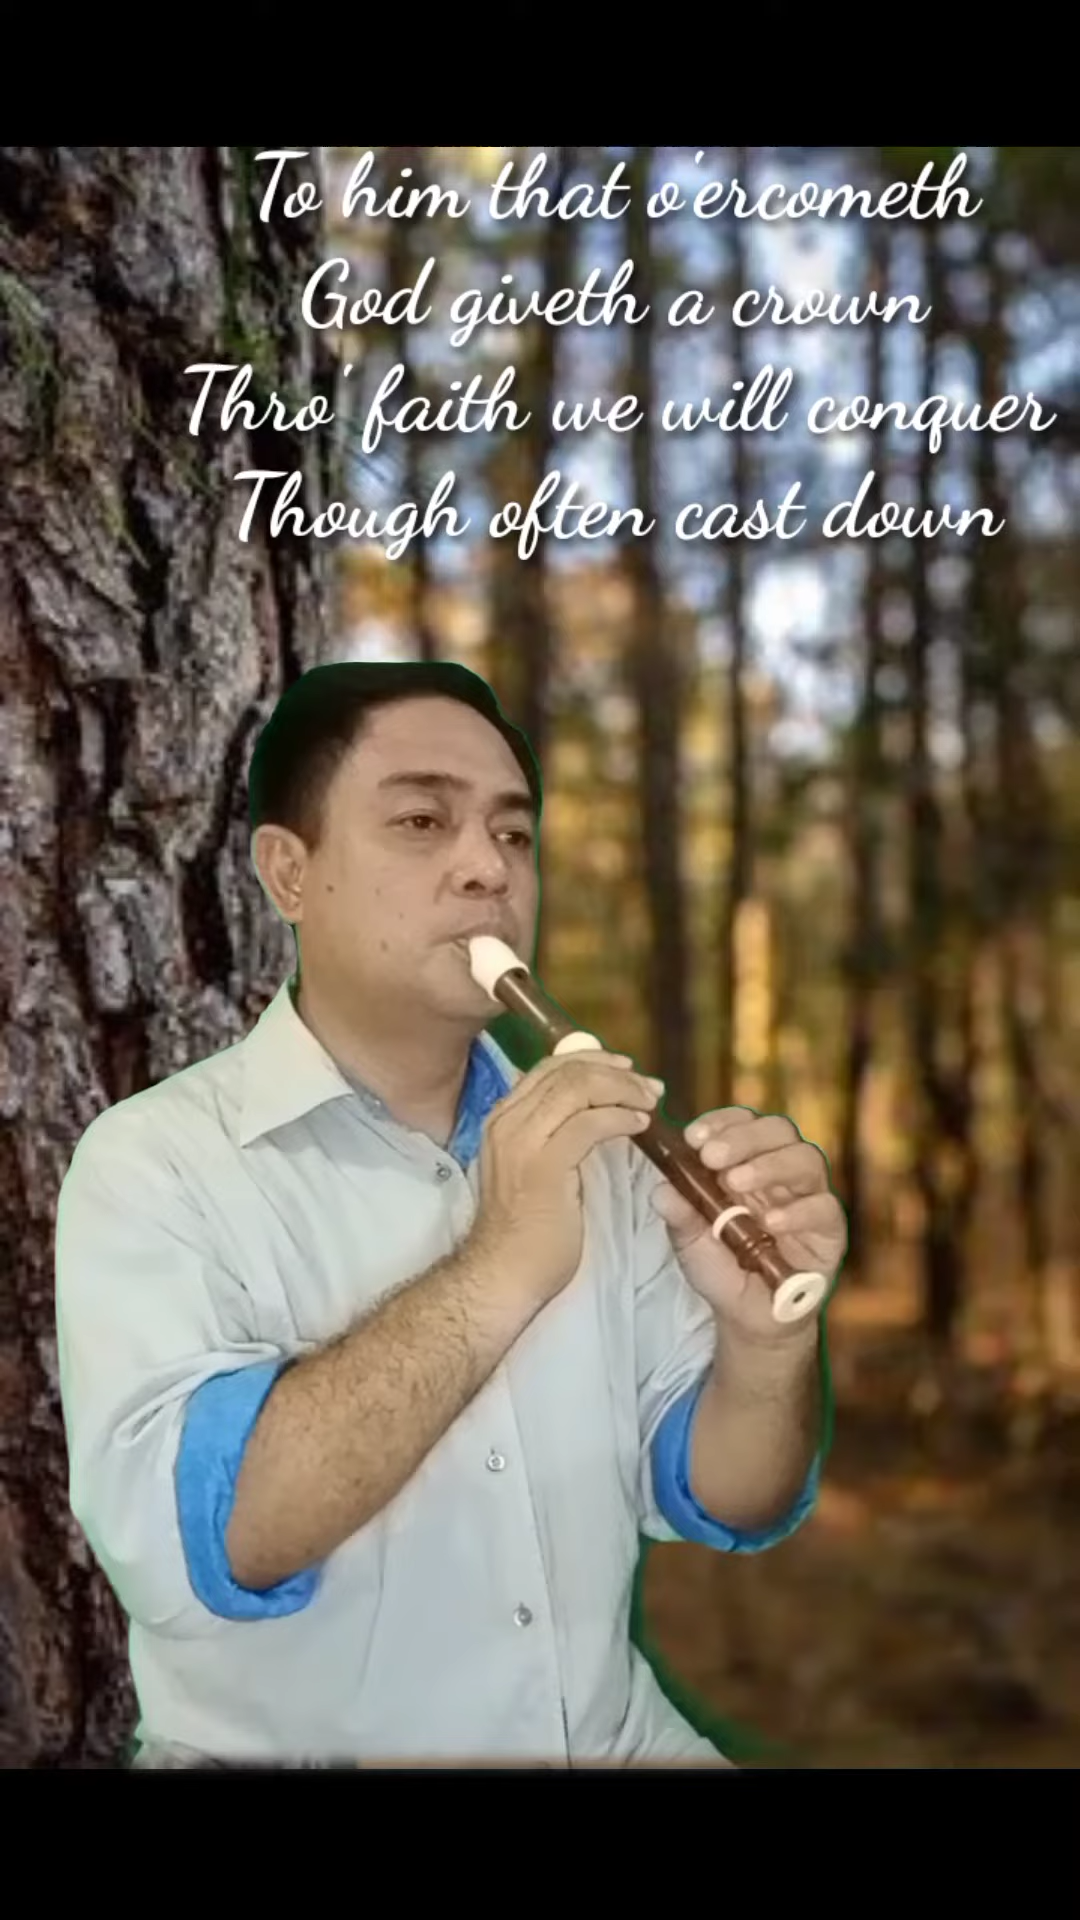 To him that o'ercometh
God giveth a crown
Thro' faith we will conquer
Though often cast down